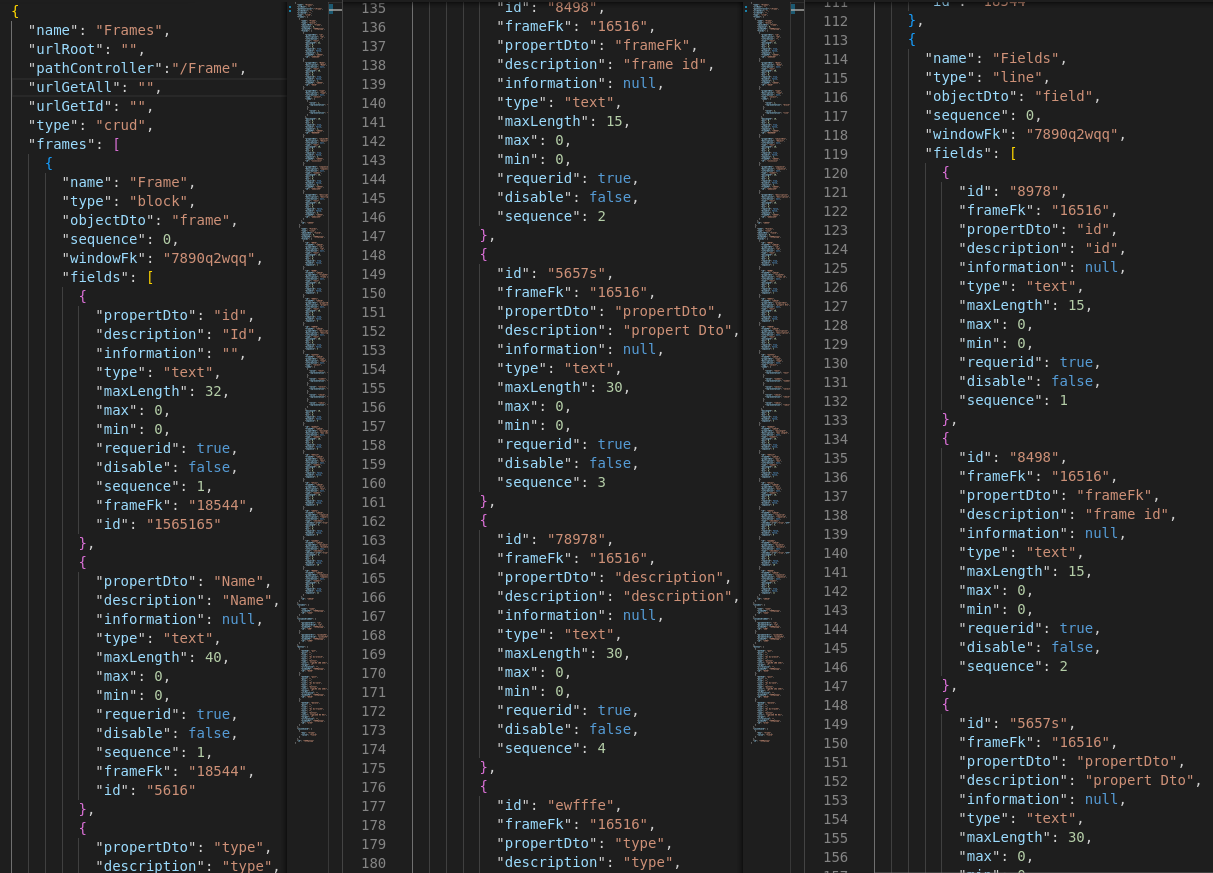 {
"name": "Frames",
"urlRoot": "",
"pathController":"/Frame",
"urlGetAll": "",
"urlGetId": "",
"type": "crud",
"frames": [
{
"name": "Frame",
"type": "block",
"objectDto": "frame",
"sequence": 0,
"windowFk": "7890q2wqq",
"fields": [
{
"propertDto": "id",
"description": "Id",
"information": "",
"type": "text",
"maxLength": 32,
"max": 0,
"min": 0,
"requerid": true,
"disable": false,
"sequence": 1,
"frameFk": "18544",
"id": "1565165"
},
{
"propertDto": "Name",
"description": "Name",
"information": null,
"type": "text",
"maxLength": 40,
"max": 0,
"min": 0,
"requerid": true,
"disable": false,
"sequence": 1,
"frameFk": "18544",
"id": "5616"
},
{
"propertDto": "type",
"description": "type",
135 "id": "8498",
136 "frameFk": "16516",
137 "propertDto": "frameFk",
138 "description": "frame id",
139 "information": null,
140 "type": "text",
141 "maxLength": 15,
142 "max": 0,
143 "min": 0,
144 "requerid": true,
145 "disable": false,
146 "sequence": 2
147 },
148 {
149 "id": "5657s",
150 "frameFk": "16516",
151 "propertDto": "propertDto",
152 "description": "propert Dto",
153 "information": null,
154 "type": "text",
155 "maxLength": 30,
156 "max": 0,
157 "min": 0,
158 "requerid": true,
159 "disable": false,
160 "sequence": 3
161 },
162 {
163 "id": "78978",
164 "frameFk": "16516",
165 "propertDto": "description",
166 "description": "description",
167 "information": null,
168 "type": "text",
169 "maxLength": 30,
170 "max": 0,
171 "min": 0,
172 "requerid": true,
173 "disable": false,
174 "sequence": 4
175 },
176 {
177 "id": "ewfffe",
178 "frameFk": "16516",
179 "propertDto": "type",
180 "description": "type",
111 "id": "18544"
112 },
113 {
114 "name": "Fields",
115 "type": "line",
116 "objectDto": "field",
117 "sequence": 0,
118 "windowFk": "7890q2wqq",
119 "fields": [
120 {
121 "id": "8978",
122 "frameFk": "16516",
123 "propertDto": "id",
124 "description": "id",
125 "information": null,
126 "type": "text",
127 "maxLength": 15,
128 "max": 0,
129 "min": 0,
130 "requerid": true,
131 "disable": false,
132 "sequence": 1
133 },
134 {
135 "id": "8498",
136 "frameFk": "16516",
137 "propertDto": "frameFk",
138 "description": "frame id",
139 "information": null,
140 "type": "text",
141 "maxLength": 15,
142 "max": 0,
143 "min": 0,
144 "requerid": true,
145 "disable": false,
146 "sequence": 2
147 },
148 {
149 "id": "5657s",
150 "frameFk": "16516",
151 "propertDto": "propertDto",
152 "description": "propert Dto",
153 "information": null,
154 "type": "text",
155 "maxLength": 30,
156 "max": 0,